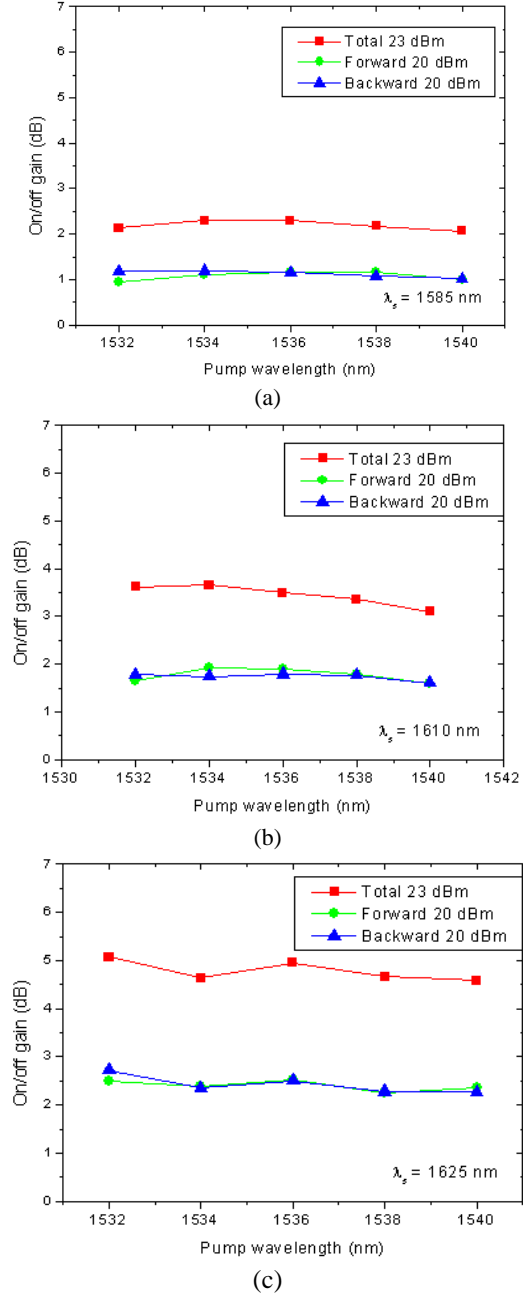 7
6
5
4
3
2
1
0
On/off gain (dB)
Total 23 dBm
Forward 20 dBm
Backward 20 dBm
λs = 1585 nm
1532 1534 1536 1538 1540
Pump wavelength (nm)
(a)
7
6
5
4
3
2
1
0
On/off gain (dB)
Total 23 dBm
Forward 20 dBm
Backward 20 dBm
λs = 1610 nm
1530 1532 1534 1536 1538 1540 1542
Pump wavelength (nm)
(b)
7
6
5
4
3
2
1
0
On/off gain (dB)
Total 23 dBm
Forward 20 dBm
Backward 20 dBm
λs = 1625 nm
1532 1534 1536 1538 1540
Pump wavelength (nm)
(c)